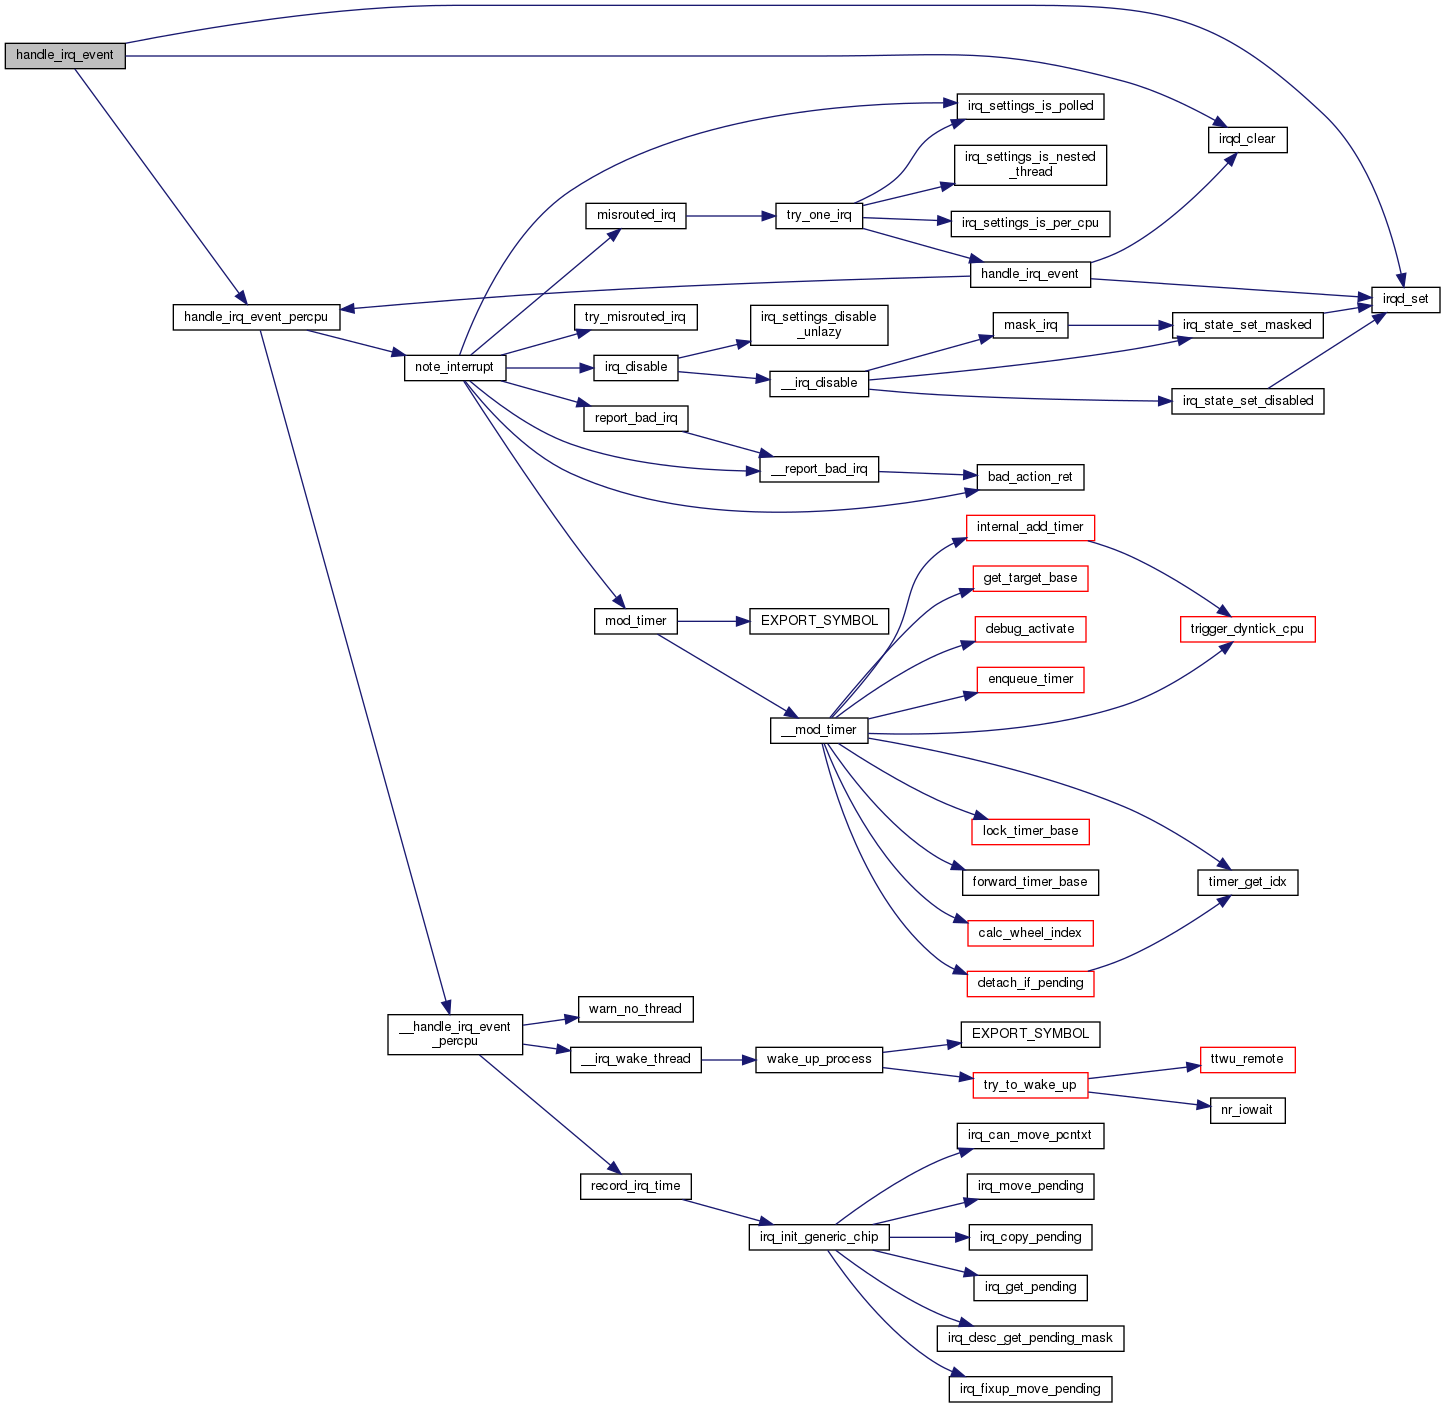 handle_irq_event
irq_settings_is_polled
irqd_clear
irq_settings_is_nested
_thread
misrouted_irq
try_one_irq
irq_settings_is_per_cpu
handle_irq_event
irqd_set
handle_irq_event_percpu
try_misrouted_irq
irq_settings_disable
_unlazy
mask_irq
irq_state_set_masked
note_interrupt
irq_disable
__irq_disable
irq_state_set_disabled
report_bad_irq
__report_bad_irq
bad_action_ret
internal_add_timer
get_target_base
mod_timer
EXPORT_SYMBOL
debug_activate
trigger_dyntick_cpu
enqueue_timer
__mod_timer
lock_timer_base
forward_timer_base
timer_get_idx
calc_wheel_index
detach_if_pending
warn_no_thread
__handle_irq_event
_percpu
EXPORT_SYMBOL
__irq_wake_thread
wake_up_process
ttwu_remote
try_to_wake_up
nr_iowait
irq_can_move_pcntxt
record_irq_time
irq_move_pending
irq_init_generic_chip
irq_copy_pending
irq_get_pending
irq_desc_get_pending_mask
irq_fixup_move_pending